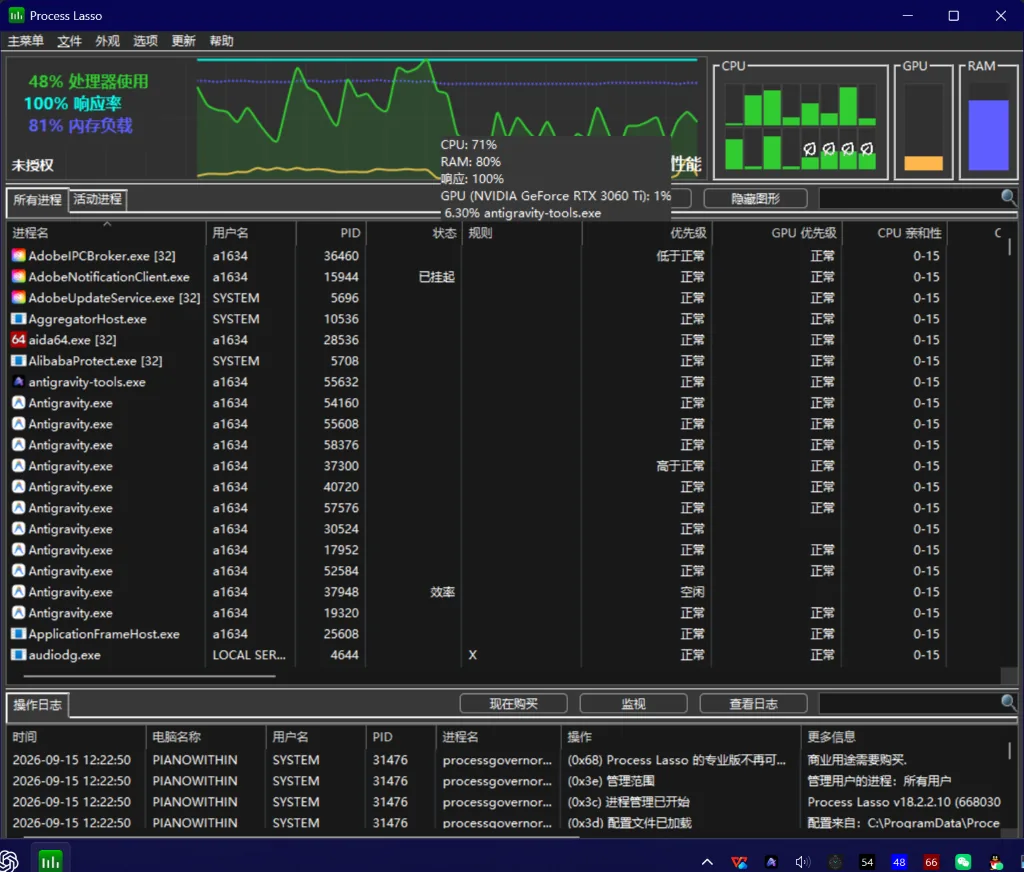 Process Lasso
主菜单 文件 外观 选项 更新 帮助
48% 处理器使用
100% 响应率
81% 内存负载
未授权
CPU
GPU
RAM
CPU: 71%
RAM: 80%
响应: 100%
GPU (NVIDIA GeForce RTX 3060 Ti): 1%
6.30% antigravity-tools.exe
性能
所有进程 活动进程 隐藏图形
进程名 用户名 PID 状态 规则 优先级 GPU 优先级 CPU 亲和性 C
AdobeIPCBroker.exe [32] a1634 36460 低于正常 正常 0-15
AdobeNotificationClient.exe a1634 15944 已挂起 正常 正常 0-15
AdobeUpdateService.exe [32] SYSTEM 5696 正常 正常 0-15
AggregatorHost.exe SYSTEM 10536 正常 正常 0-15
64 aida64.exe [32] a1634 28536 正常 正常 0-15
AlibabaProtect.exe [32] SYSTEM 5708 正常 正常 0-15
antigravity-tools.exe a1634 55632 正常 正常 0-15
Antigravity.exe a1634 54160 正常 正常 0-15
Antigravity.exe a1634 55608 正常 正常 0-15
Antigravity.exe a1634 58376 正常 正常 0-15
Antigravity.exe a1634 37300 高于正常 正常 0-15
Antigravity.exe a1634 40720 正常 正常 0-15
Antigravity.exe a1634 57576 正常 正常 0-15
Antigravity.exe a1634 30524 正常 0-15
Antigravity.exe a1634 17952 正常 正常 0-15
Antigravity.exe a1634 52584 正常 正常 0-15
Antigravity.exe a1634 37948 效率 空闲 0-15
Antigravity.exe a1634 19320 正常 正常 0-15
ApplicationFrameHost.exe a1634 25608 正常 正常 0-15
audiodg.exe LOCAL SER... 4644 X 正常 正常 0-15
操作日志 现在购买 监视 查看日志
时间 电脑名称 用户名 PID 进程名 操作 更多信息
2026-09-15 12:22:50 PIANOWITHIN SYSTEM 31476 processgovernor... (0x68) Process Lasso 的专业版不再可... 商业用途需要购买.
2026-09-15 12:22:50 PIANOWITHIN SYSTEM 31476 processgovernor... (0x3e) 管理范围 管理用户的进程：所有用户
2026-09-15 12:22:50 PIANOWITHIN SYSTEM 31476 processgovernor... (0x3c) 进程管理已开始 Process Lasso v18.2.2.10 (668030
2026-09-15 12:22:50 PIANOWITHIN SYSTEM 31476 processgovernor... (0x3d) 配置文件已加载 配置来自：C:\ProgramData\Proce
54 48 66